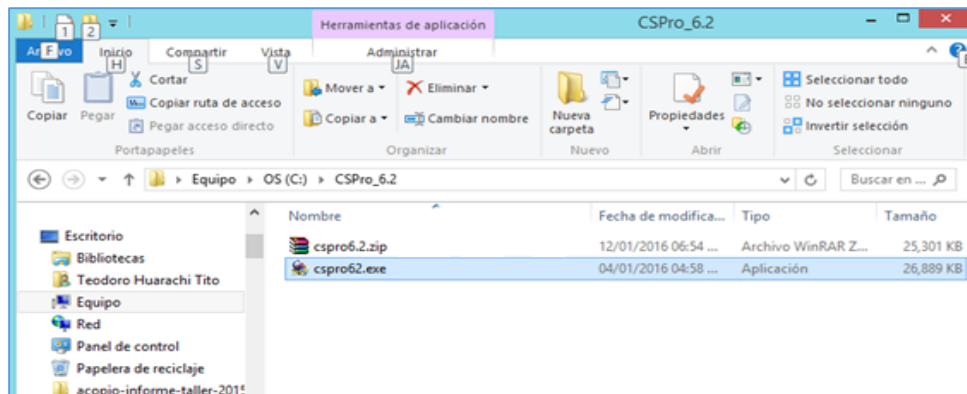 1 2
Herramientas de aplicación CSPro_6.2
F H Inicio Compartir S Vista V Administrar JA
Copiar Pegar Cortar Mover a Eliminar Nueva carpeta Propiedades Seleccionar todo
Copiar ruta de acceso No seleccionar ninguno
Pegar acceso directo Copiar a Cambiar nombre Invertir selección
Portapapeles Organizar Nuevo Abrir Seleccionar
Equipo OS (C:) CSPro_6.2 Buscar en ...
Nombre Fecha de modifica... Tipo Tamaño
Escritorio cspro6.2.zip 12/01/2016 06:54 ... Archivo WinRAR Z... 25,301 KB
Bibliotecas
Teodoro Huarachi Tito cspro62.exe 04/01/2016 04:58 ... Aplicación 26,889 KB
Equipo
Red
Panel de control
Papelera de reciclaje
acopio-informe-taller-2015